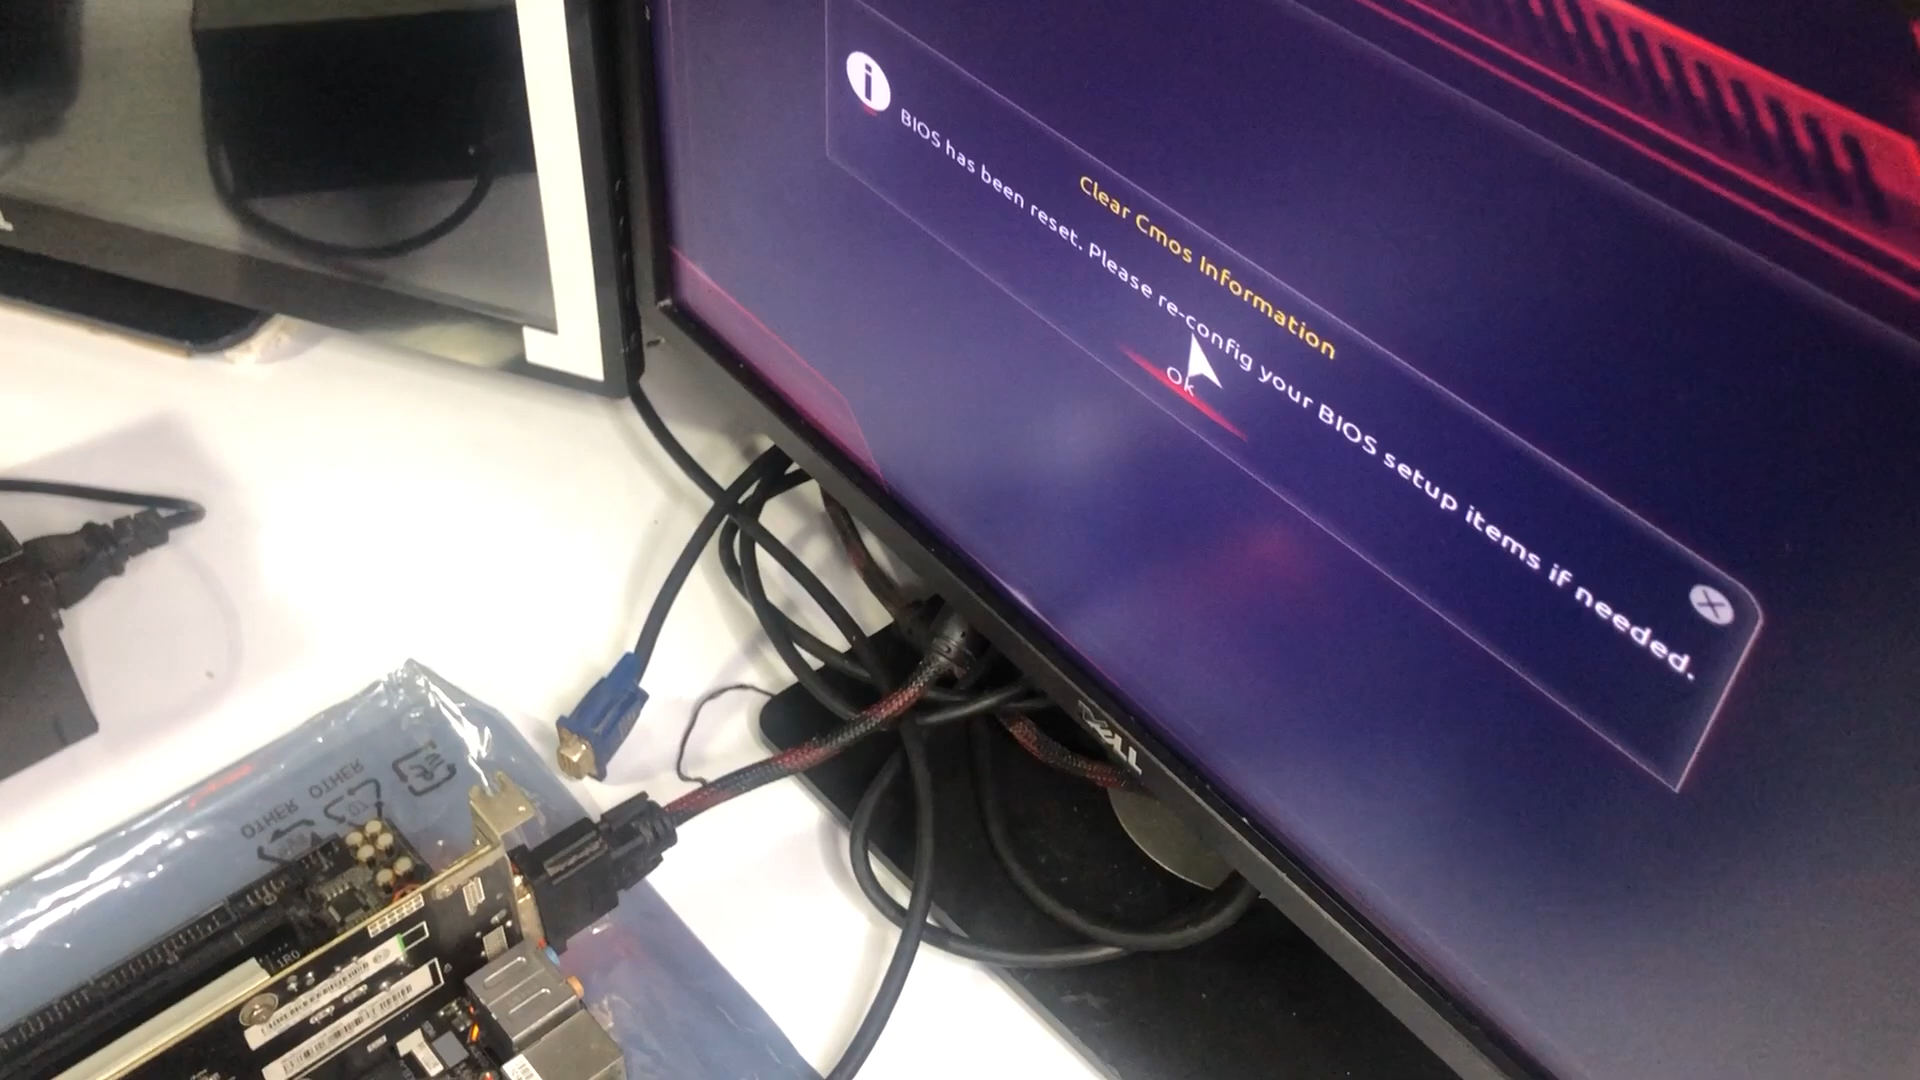 Clear Cmos Information
BIOS has been reset. Please re-config your BIOS setup items if needed.
Ok
DELL
OTHER OTHER